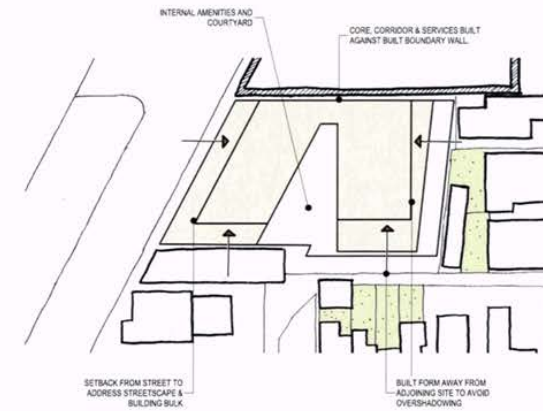 INTERNAL AMENITIES AND
COURTYARD
CORE, CORRIDOR & SERVICES BUILT
AGAINST BUILT BOUNDARY WALL
SETBACK FROM STREET TO
ADDRESS STREETSCAPE &
BUILDING BULK
BUILT FORM AWAY FROM
ADJOINING SITE TO AVOID
OVERSHADOWING